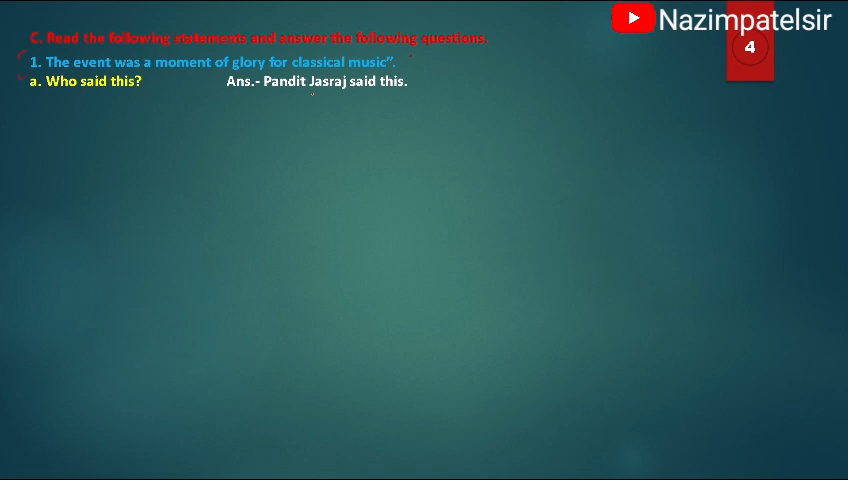 Nazimpatelsir
4
C. Read the following statements and answer the following questions.
1. The event was a moment of glory for classical music”.
a. Who said this? Ans.- Pandit Jasraj said this.